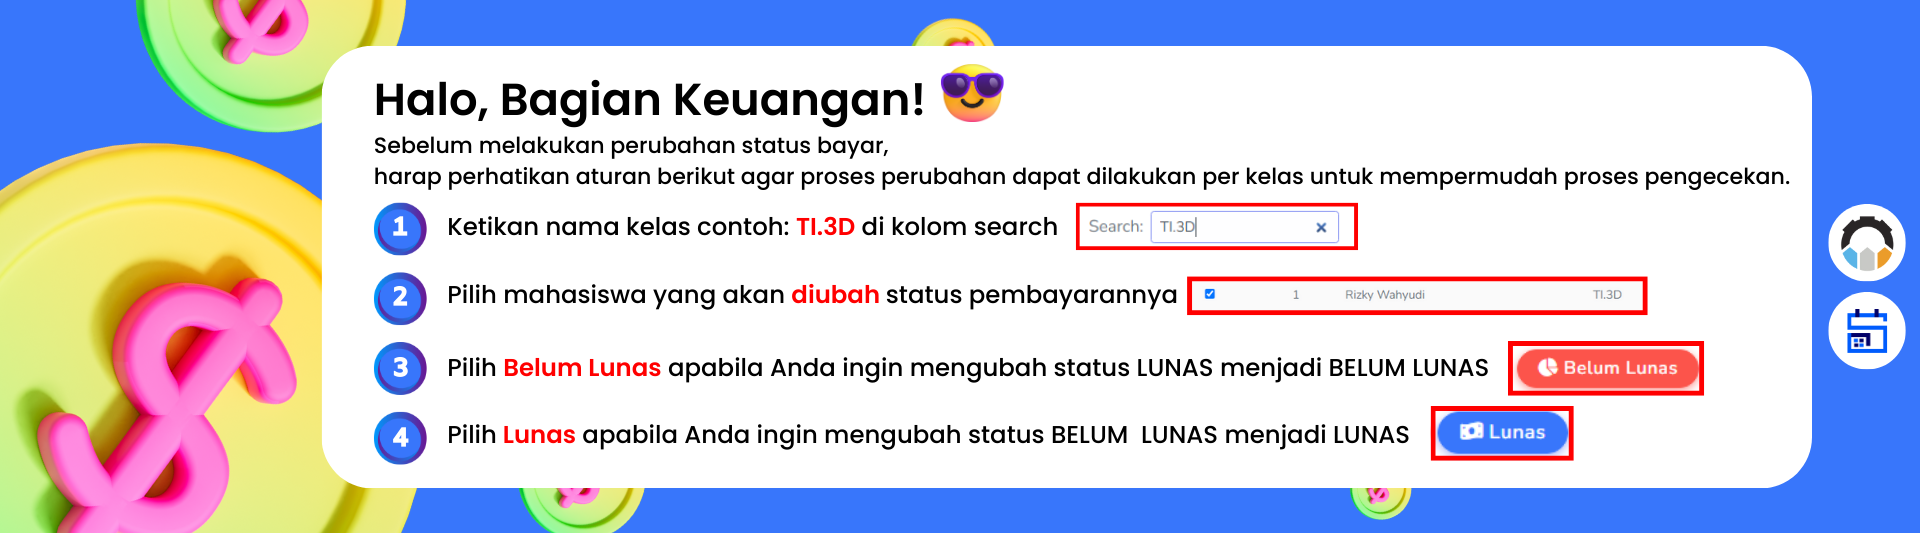 Halo, Bagian Keuangan!
Sebelum melakukan perubahan status bayar,
harap perhatikan aturan berikut agar proses perubahan dapat dilakukan per kelas untuk mempermudah proses pengecekan.
1 Ketikan nama kelas contoh: TI.3D di kolom search Search: TI.3D
2 Pilih mahasiswa yang akan diubah status pembayarannya 1 Rizky Wahyudi TI.3D
3 Pilih Belum Lunas apabila Anda ingin mengubah status LUNAS menjadi BELUM LUNAS Belum Lunas
4 Pilih Lunas apabila Anda ingin mengubah status BELUM LUNAS menjadi LUNAS Lunas